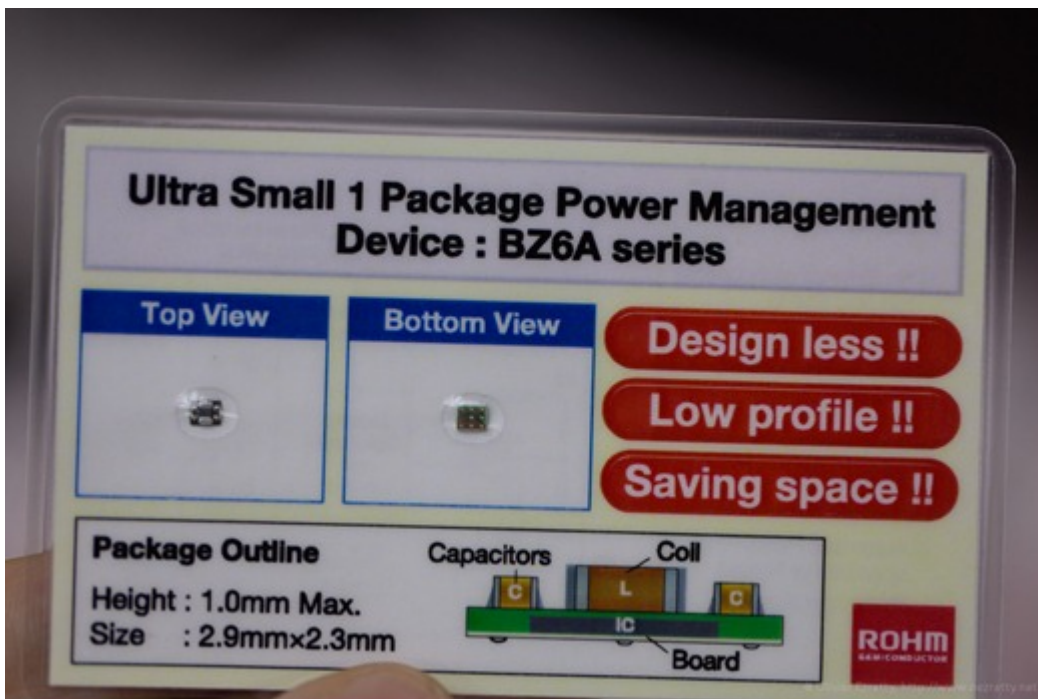 Ultra Small 1 Package Power Management
Device : BZ6A series
Top View
Bottom View
Design less !!
Low profile !!
Saving space !!
Package Outline
Height : 1.0mm Max.
Size : 2.9mm×2.3mm
Capacitors
Coil
C
L
C
IC
Board
ROHM
SEMICONDUCTOR